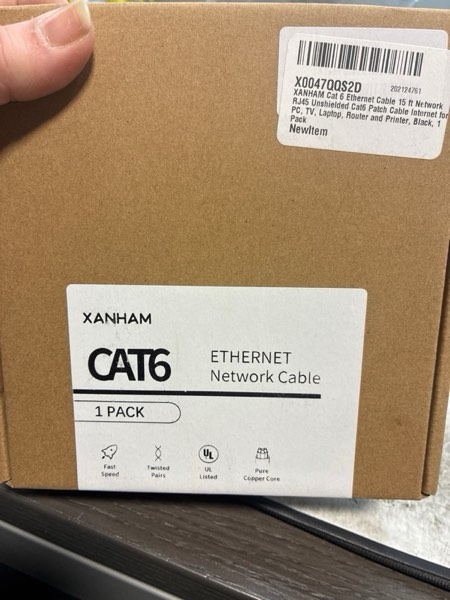 X0047QQS2D
202124761
XANHAM Cat 6 Ethernet Cable 15 ft Network
RJ45 Unshielded Cat6 Patch Cable Internet for
PC, TV, Laptop, Router and Printer, Black, 1
Pack
NewItem
XANHAM
CAT6
ETHERNET
Network Cable
1 PACK
Fast
Speed
Twisted
Pairs
UL
UL
Listed
Pure
Copper Core